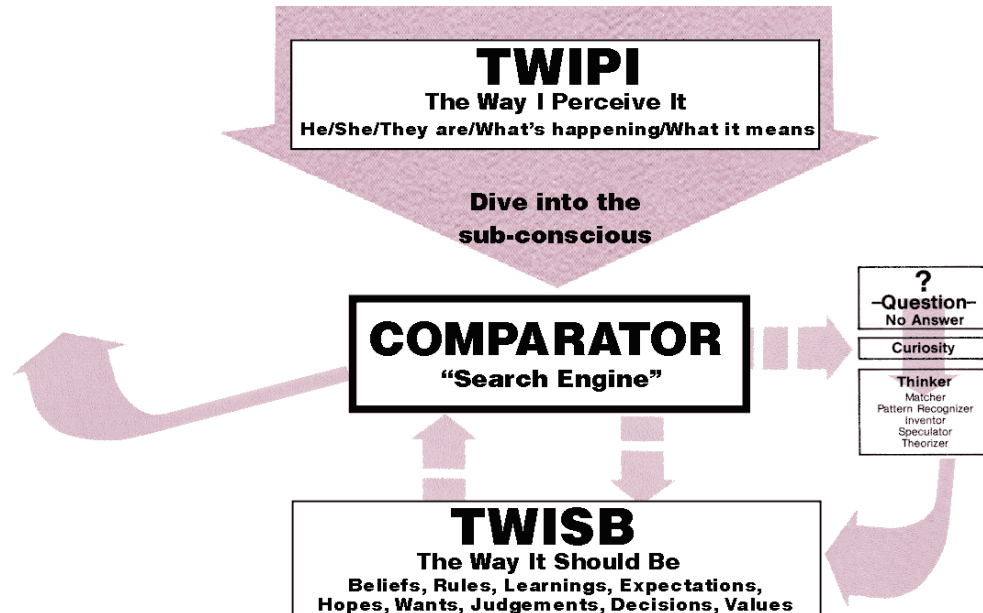 TWIPI
The Way I Perceive It
He/She/They are/What's happening/What it means
Dive into the
sub-conscious
COMPARATOR
“Search Engine”
?
–Question–
No Answer
Curiosity
Thinker
Matcher
Pattern Recognizer
Inventor
Speculator
Theorizer
TWISB
The Way It Should Be
Beliefs, Rules, Learnings, Expectations,
Hopes, Wants, Judgements, Decisions, Values